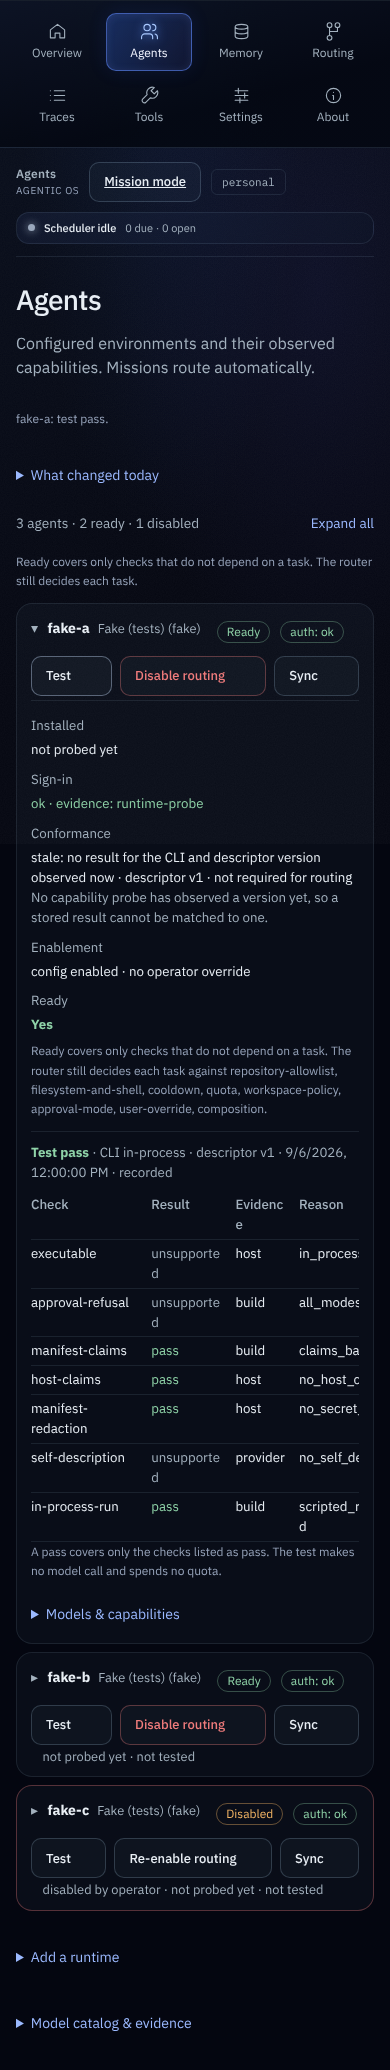 Overview Agents Memory Routing
Traces Tools Settings About
Agents
AGENTIC OS
Mission mode
personal
Scheduler idle 0 due · 0 open
Agents
Configured environments and their observed
capabilities. Missions route automatically.
fake-a: test pass.
What changed today
3 agents · 2 ready · 1 disabled Expand all
Ready covers only checks that do not depend on a task. The router
still decides each task.
fake-a Fake (tests) (fake) Ready auth: ok
Test Disable routing Sync
Installed
not probed yet
Sign-in
ok · evidence: runtime-probe
Conformance
stale: no result for the CLI and descriptor version
observed now · descriptor v1 · not required for routing
No capability probe has observed a version yet, so a
stored result cannot be matched to one.
Enablement
config enabled · no operator override
Ready
Yes
Ready covers only checks that do not depend on a task. The
router still decides each task against repository-allowlist,
filesystem-and-shell, cooldown, quota, workspace-policy,
approval-mode, user-override, composition.
Test pass · CLI in-process · descriptor v1 · 9/6/2026,
12:00:00 PM · recorded
Check Result Evidenc Reason
e
executable unsupporte host in_process
d
approval-refusal unsupporte build all_modes
d
manifest-claims pass build claims_ba
host-claims pass host no_host_c
manifest- pass host no_secret_
redaction
self-description unsupporte provider no_self_de
d
in-process-run pass build scripted_r
d
A pass covers only the checks listed as pass. The test makes
no model call and spends no quota.
Models & capabilities
fake-b Fake (tests) (fake) Ready auth: ok
Test Disable routing Sync
not probed yet · not tested
fake-c Fake (tests) (fake) Disabled auth: ok
Test Re-enable routing Sync
disabled by operator · not probed yet · not tested
Add a runtime
Model catalog & evidence